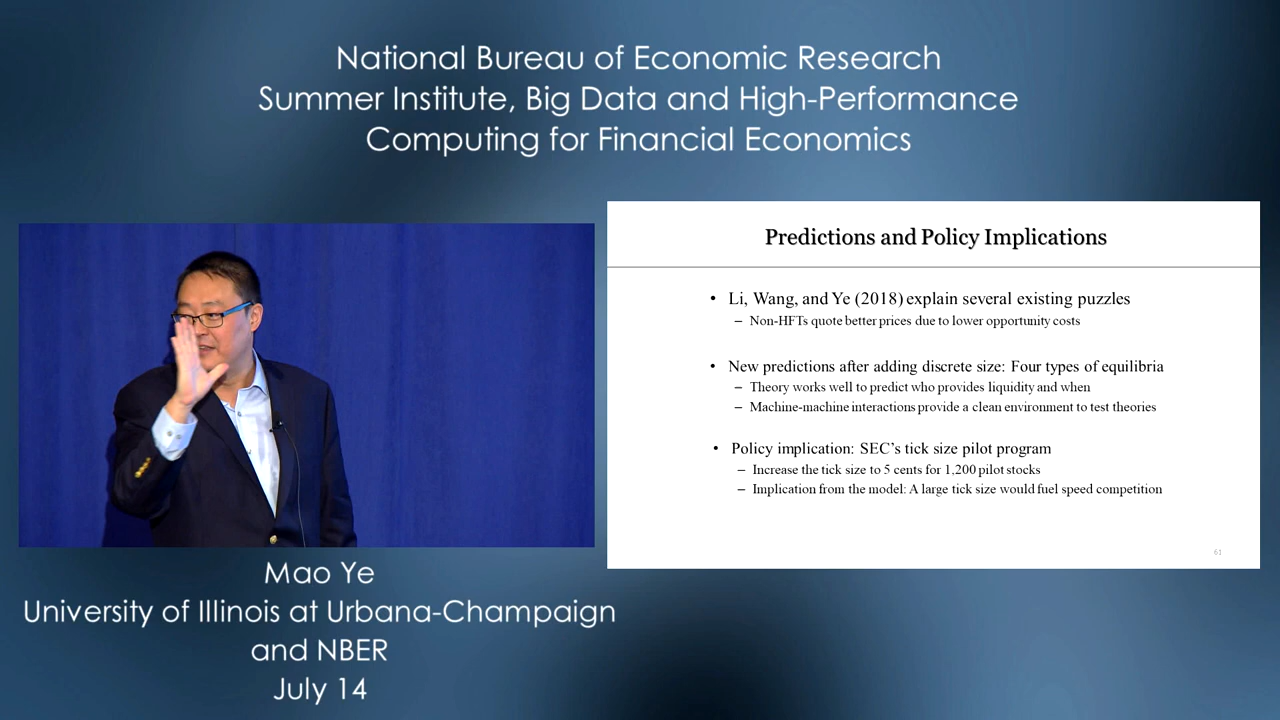 National Bureau of Economic Research
Summer Institute, Big Data and High-Performance
Computing for Financial Economics
Predictions and Policy Implications
• Li, Wang, and Ye (2018) explain several existing puzzles
– Non-HFTs quote better prices due to lower opportunity costs
• New predictions after adding discrete size: Four types of equilibria
– Theory works well to predict who provides liquidity and when
– Machine-machine interactions provide a clean environment to test theories
• Policy implication: SEC's tick size pilot program
– Increase the tick size to 5 cents for 1,200 pilot stocks
– Implication from the model: A large tick size would fuel speed competition
61
Mao Ye
University of Illinois at Urbana-Champaign
and NBER
July 14